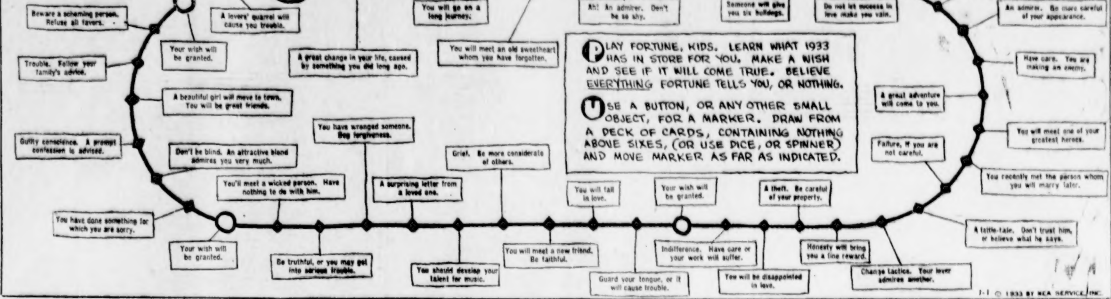 Beware a scheming person.
Refuse all favors.
A lovers' quarrel will
cause you trouble.
You will go on a
long journey.
Ah! An admirer. Don't
be so shy.
Someone will give
you six hotdogs.
Do not let success in
love make you vain.
An admirer. Be more careful
of your appearance.
Your wish will
be granted.
A great change in your life, caused
by something you did long ago.
You will meet an old sweetheart
whom you have forgotten.
Trouble. Follow your
family's advice.
Have care. You are
making an enemy.
PLAY FORTUNE, KIDS. LEARN WHAT 1933
HAS IN STORE FOR YOU. MAKE A WISH
AND SEE IF IT WILL COME TRUE. BELIEVE
EVERYTHING FORTUNE TELLS YOU, OR NOTHING.
USE A BUTTON, OR ANY OTHER SMALL
OBJECT, FOR A MARKER. DRAW FROM
A DECK OF CARDS, CONTAINING NOTHING
ABOVE SIXES, (OR USE DICE, OR SPINNER)
AND MOVE MARKER AS FAR AS INDICATED.
A beautiful girl will move to town.
You will be great friends.
A great adventure
will come to you.
You have wronged someone.
Beg forgiveness.
You will meet one of your
greatest heroes.
Guilty conscience. A prompt
confession is advised.
Don't be blind. An attractive blond
admires you very much.
Grief. Be more considerate
of others.
Failure, if you are
not careful.
You recently met the person whom
you will marry later.
You'll meet a wicked person. Have
nothing to do with him.
A surprising letter from
a loved one.
You will fall
in love.
Your wish will
be granted.
A theft. Be careful
of your property.
You have done something for
which you are sorry.
A tattle-tale. Don't trust him,
or believe what he says.
Your wish will
be granted.
Be truthful, or you may get
into serious trouble.
You should develop your
talent for music.
You will meet a new friend.
Be faithful.
Guard your tongue, or it
will cause trouble.
Indifference. Have care or
your work will suffer.
You will be disappointed
in love.
Honesty will bring
you a fine reward.
Change tactics. Your lover
admires another.
1-1 © 1933 BY NEA SERVICE, INC.